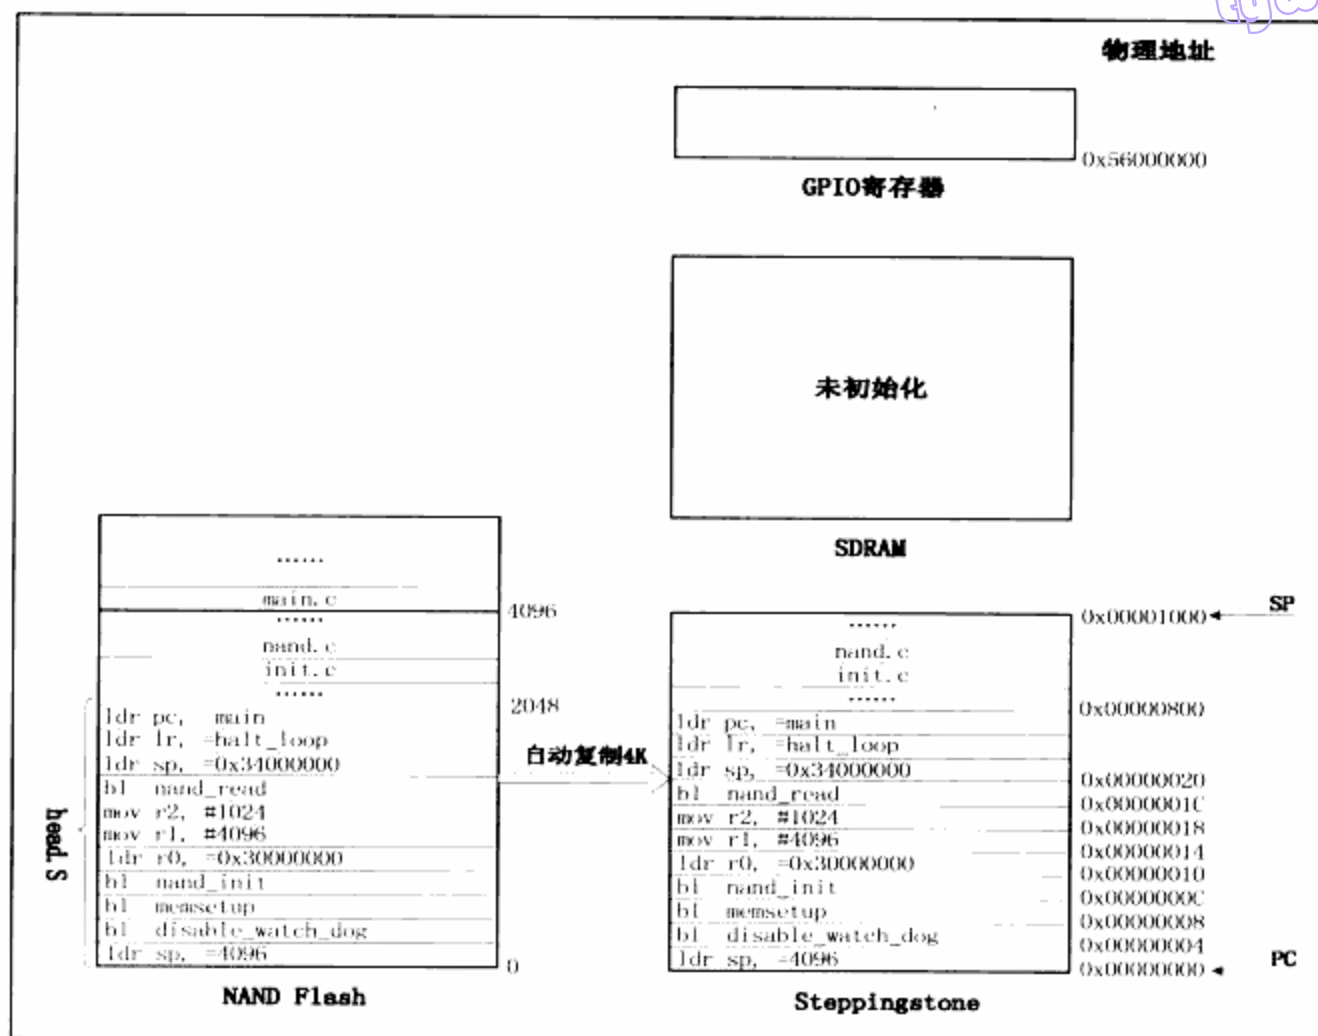 物理地址
0x56000000
GPIO寄存器
未初始化
SDRAM
......
main.c
4096
......
nand.c
init.c
......
2048
ldr pc, main
ldr lr, =halt_loop
ldr sp, =0x34000000
bl nand_read
mov r2, #1024
mov r1, #4096
ldr r0, =0x30000000
bl nand_init
bl memsetup
bl disable_watch_dog
ldr sp, =4096
0
head.S
NAND Flash
自动复制4K
0x00001000
SP
......
nand.c
init.c
......
0x00000800
ldr pc, =main
ldr lr, =halt_loop
ldr sp, =0x34000000
0x00000020
bl nand_read
0x0000001C
mov r2, #1024
0x00000018
mov r1, #4096
0x00000014
ldr r0, =0x30000000
0x00000010
bl nand_init
0x0000000C
bl memsetup
0x00000008
bl disable_watch_dog
0x00000004
ldr sp, =4096
0x00000000
PC
Steppingstone